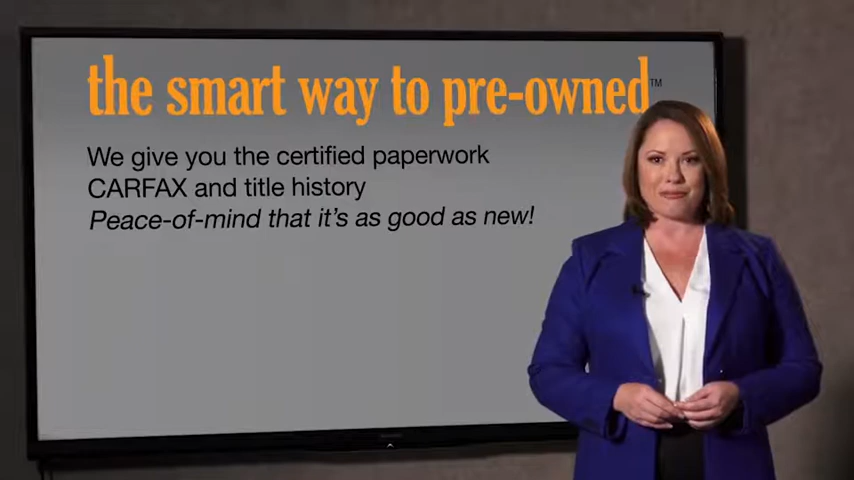 the smart way to pre-owned™
We give you the certified paperwork
CARFAX and title history
Peace-of-mind that it's as good as new!